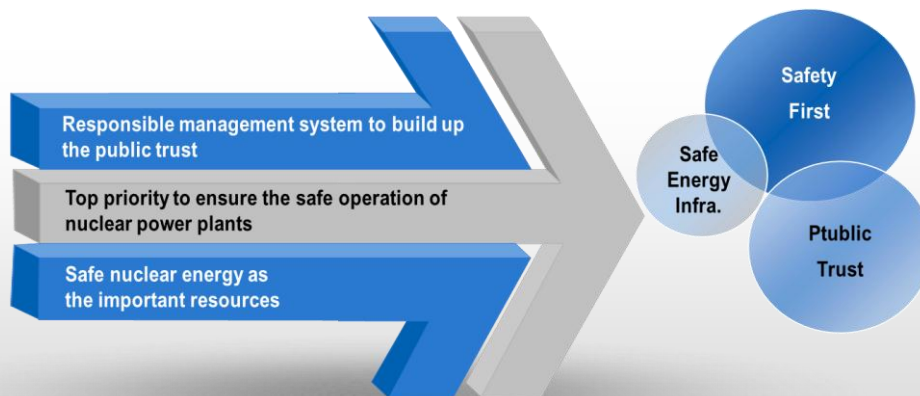 Responsible management system to build up
the public trust
Top priority to ensure the safe operation of
nuclear power plants
Safe nuclear energy as
the important resources
Safety
First
Safe
Energy
Infra.
Ptublic
Trust